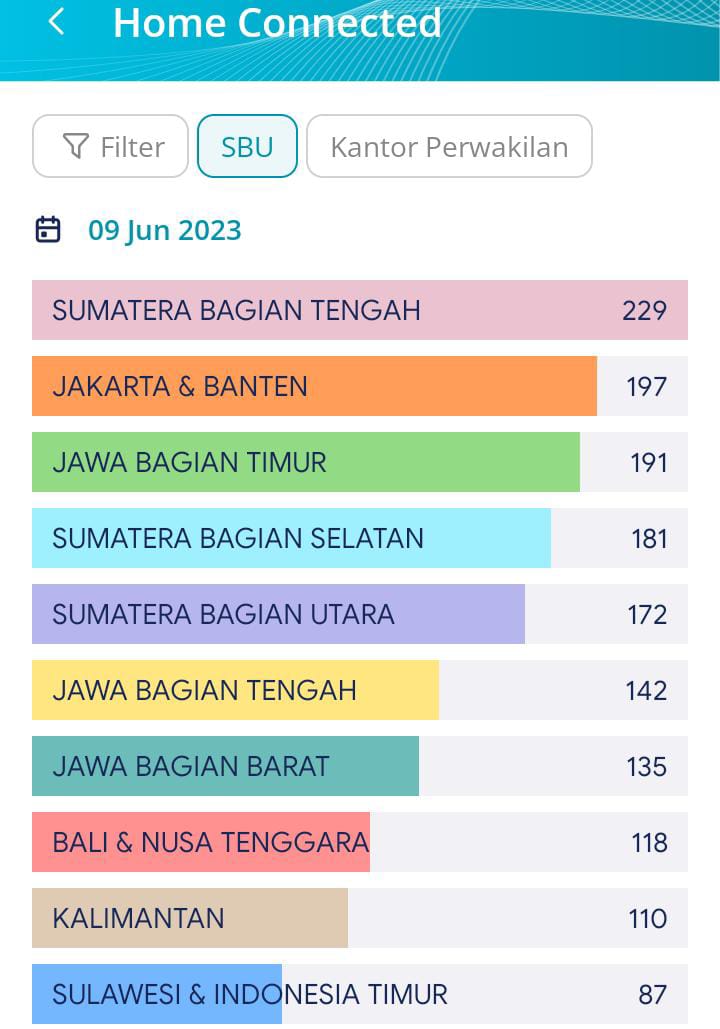 Home Connected
Filter SBU Kantor Perwakilan
09 Jun 2023
SUMATERA BAGIAN TENGAH 229
JAKARTA & BANTEN 197
JAWA BAGIAN TIMUR 191
SUMATERA BAGIAN SELATAN 181
SUMATERA BAGIAN UTARA 172
JAWA BAGIAN TENGAH 142
JAWA BAGIAN BARAT 135
BALI & NUSA TENGGARA 118
KALIMANTAN 110
SULAWESI & INDONESIA TIMUR 87